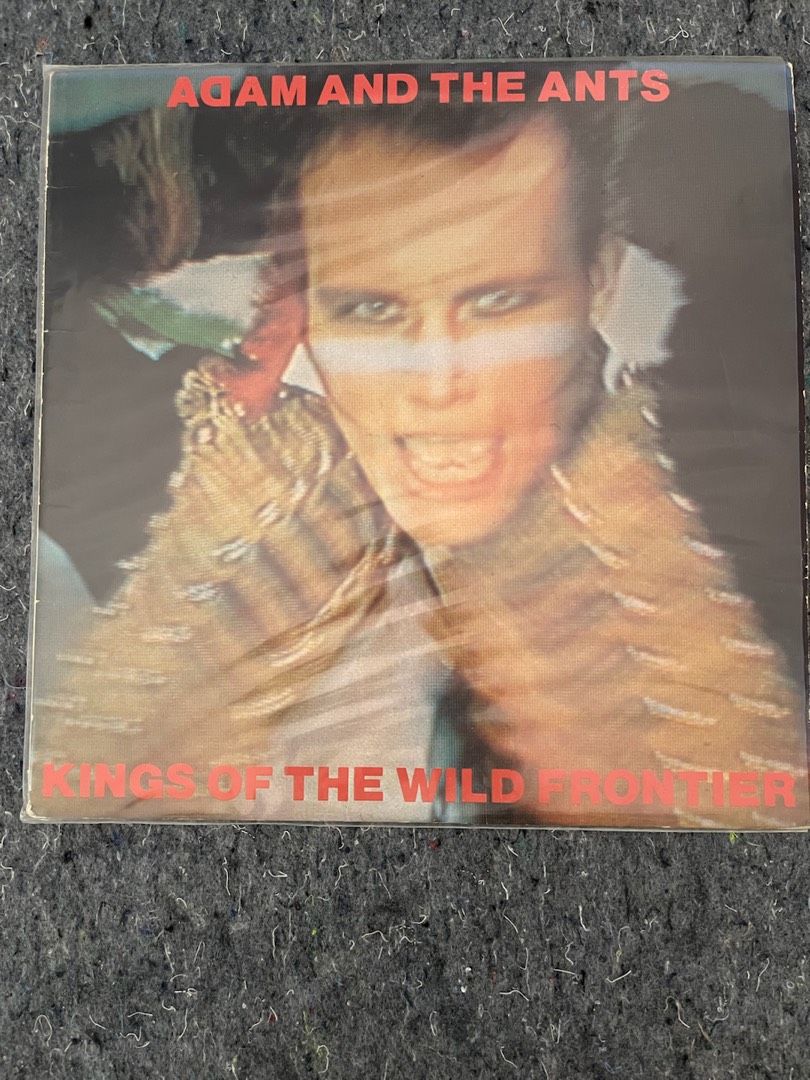 ADAM AND THE ANTS
KINGS OF THE WILD FRONTIER